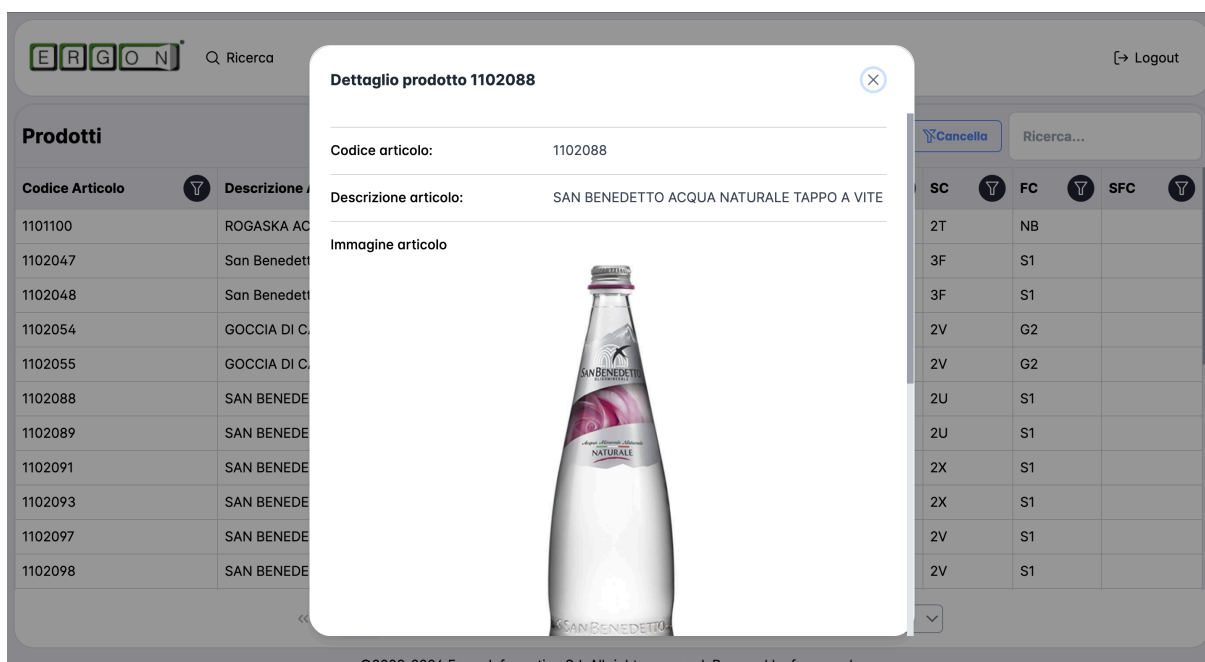 ERGON
Ricerca
Logout
Dettaglio prodotto 1102088
Codice articolo: 1102088
Descrizione articolo: SAN BENEDETTO ACQUA NATURALE TAPPO A VITE
Immagine articolo
SAN BENEDETTO
Acqua Minerale Naturale
NATURALE
SAN BENEDETTO
Prodotti
Cancella
Ricerca...
Codice Articolo Descrizione SC FC SFC
1101100 ROGASKA AC 2T NB
1102047 San Benedett 3F S1
1102048 San Benedett 3F S1
1102054 GOCCIA DI C 2V G2
1102055 GOCCIA DI C 2V G2
1102088 SAN BENEDE 2U S1
1102089 SAN BENEDE 2U S1
1102091 SAN BENEDE 2X S1
1102093 SAN BENEDE 2X S1
1102097 SAN BENEDE 2V S1
1102098 SAN BENEDE 2V S1